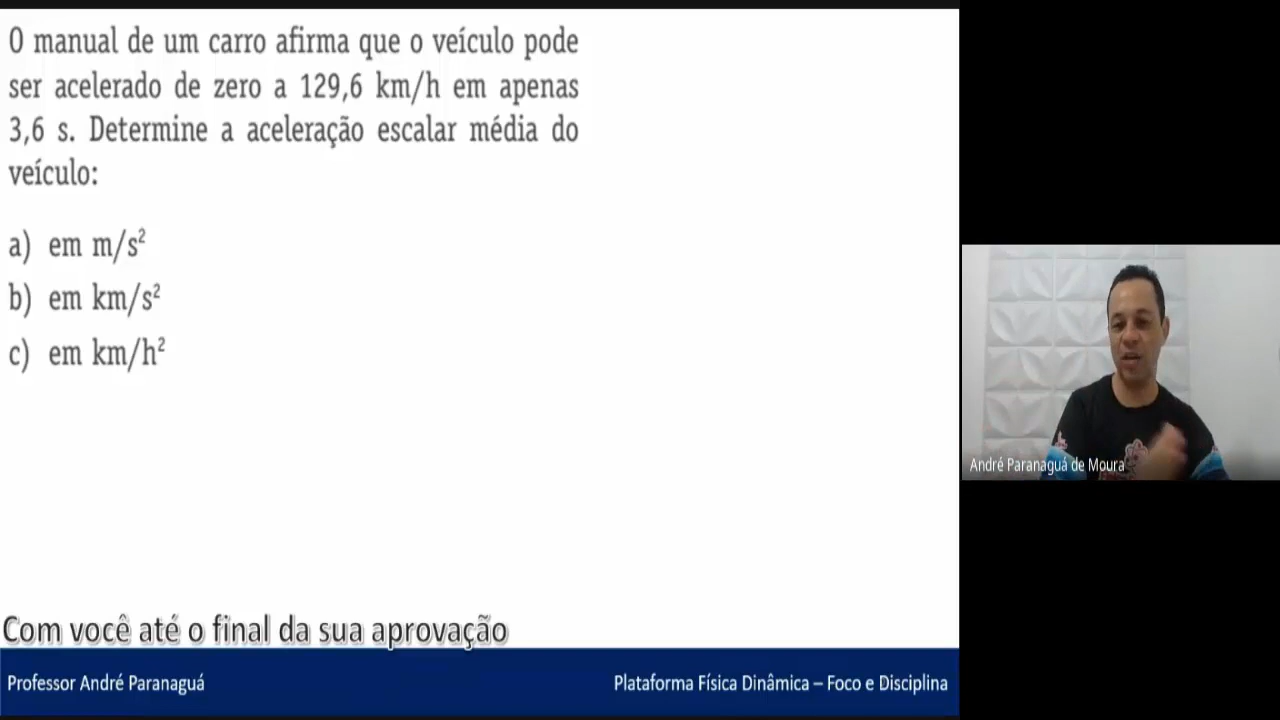 O manual de um carro afirma que o veículo pode
ser acelerado de zero a 129,6 km/h em apenas
3,6 s. Determine a aceleração escalar média do
veículo:
a) em m/s²
b) em km/s²
c) em km/h²
André Paranaguá de Moura
Com você até o final da sua aprovação
Professor André Paranaguá
Plataforma Física Dinâmica – Foco e Disciplina